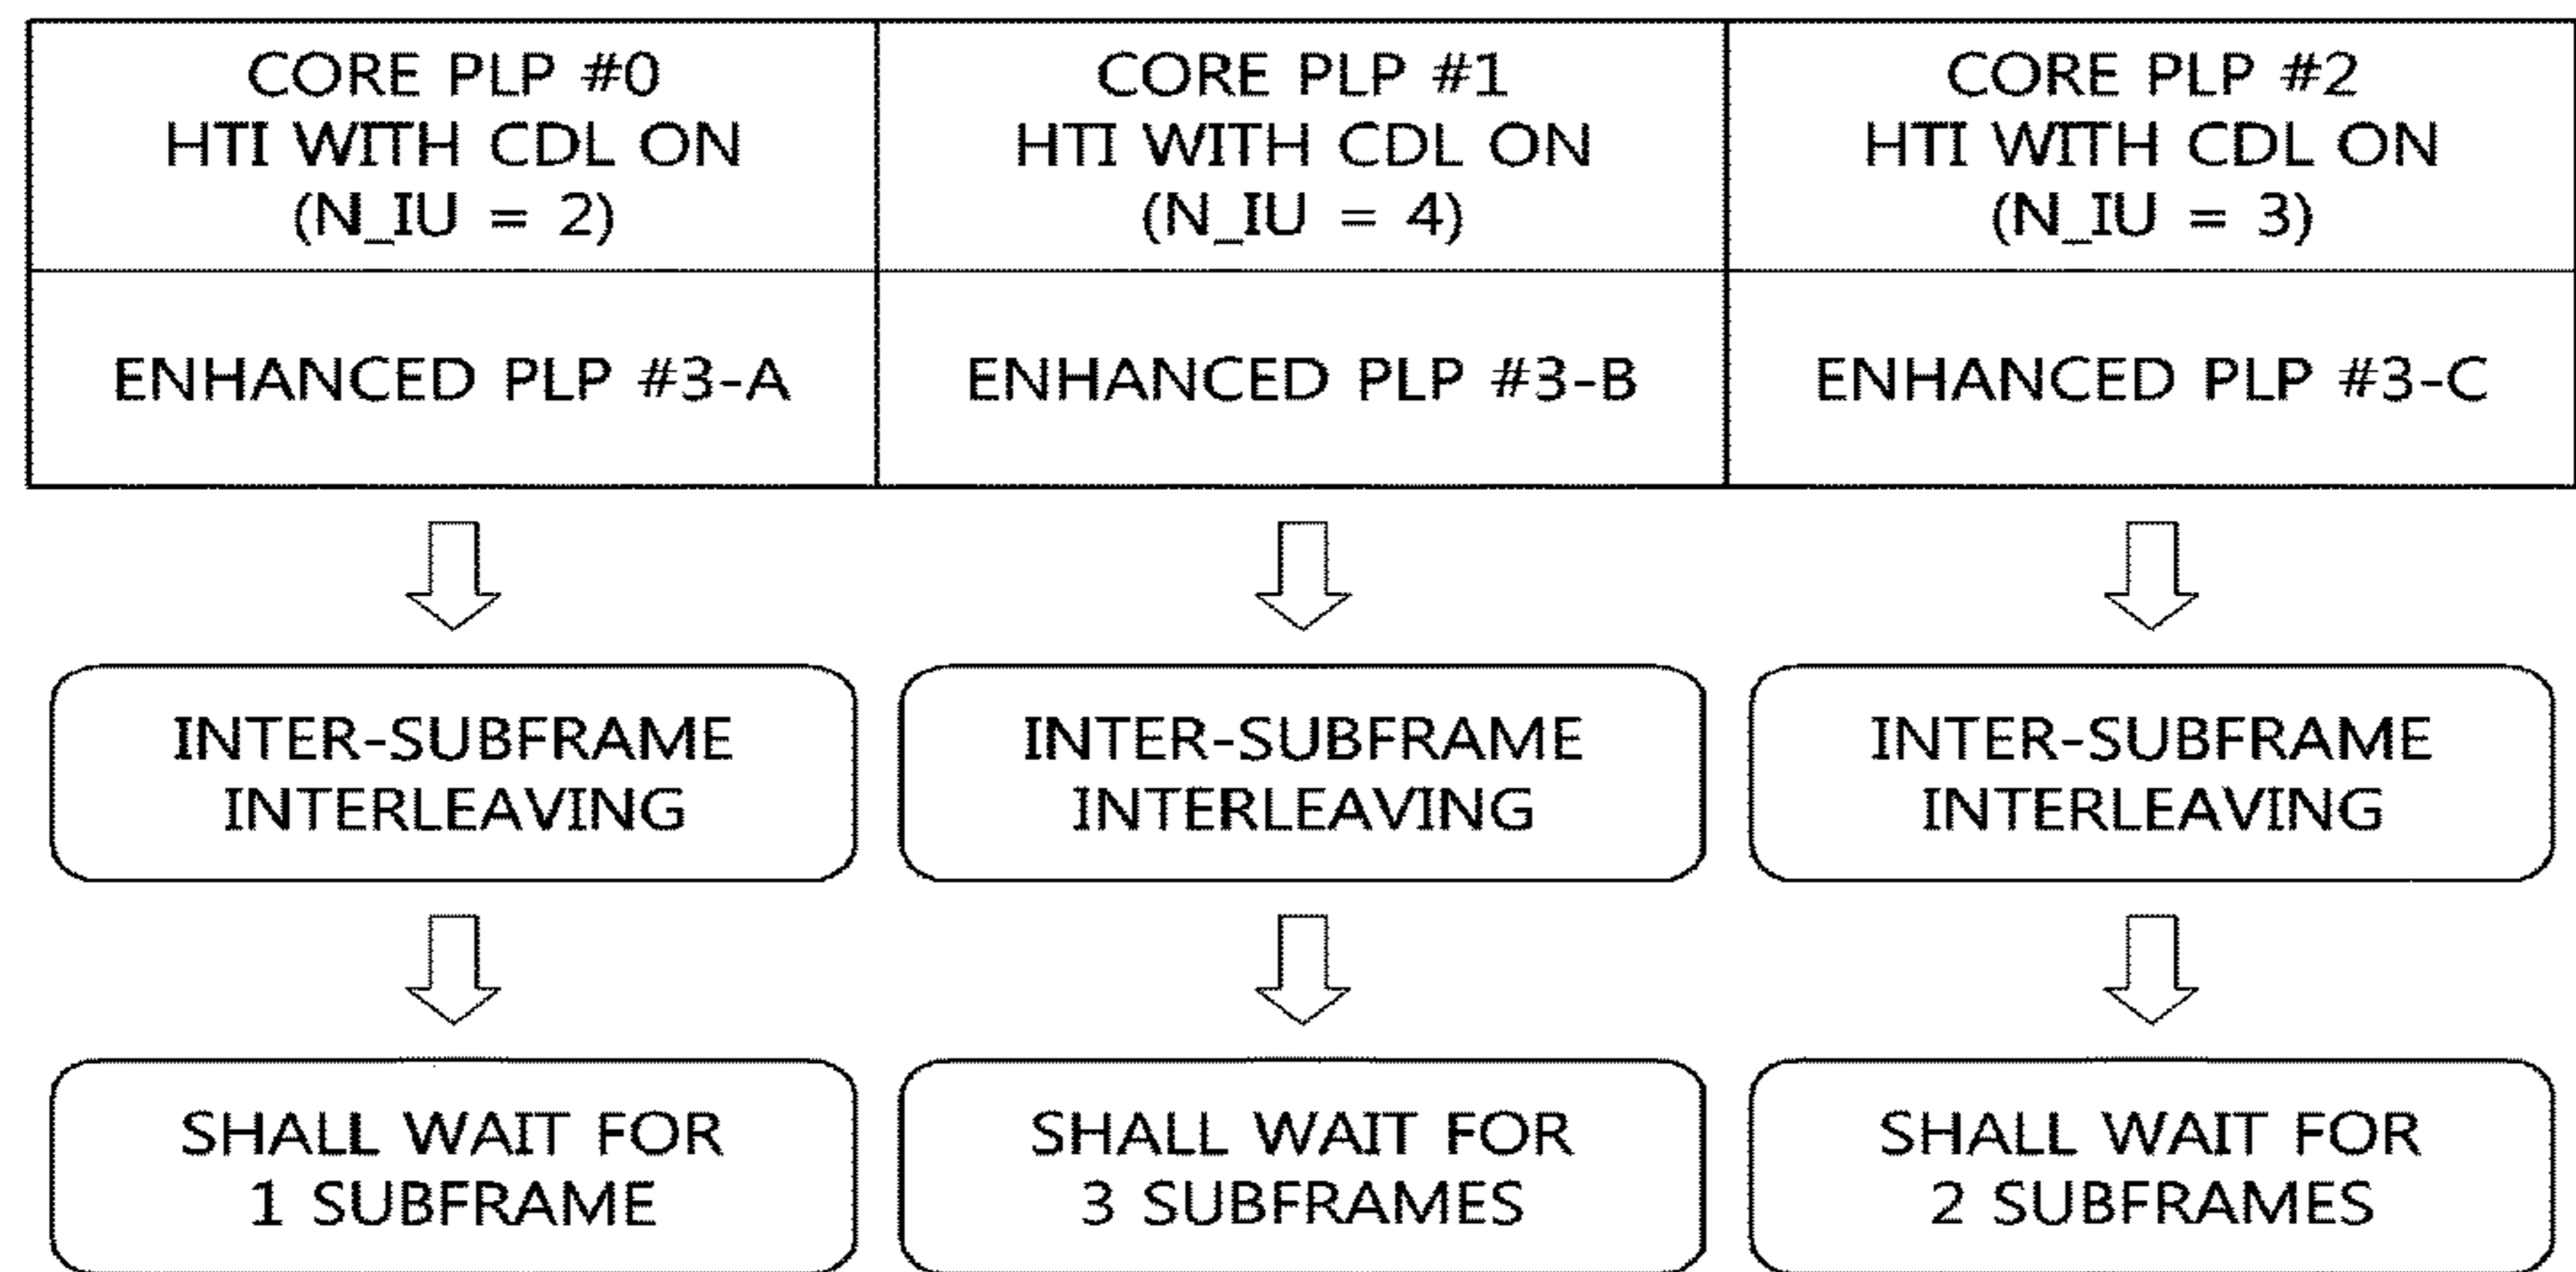 CORE PLP #0
HTI WITH CDL ON
(N_IU = 2)
CORE PLP #1
HTI WITH CDL ON
(N_IU = 4)
CORE PLP #2
HTI WITH CDL ON
(N_IU = 3)
ENHANCED PLP #3-A
ENHANCED PLP #3-B
ENHANCED PLP #3-C
INTER-SUBFRAME
INTERLEAVING
INTER-SUBFRAME
INTERLEAVING
INTER-SUBFRAME
INTERLEAVING
SHALL WAIT FOR
1 SUBFRAME
SHALL WAIT FOR
3 SUBFRAMES
SHALL WAIT FOR
2 SUBFRAMES